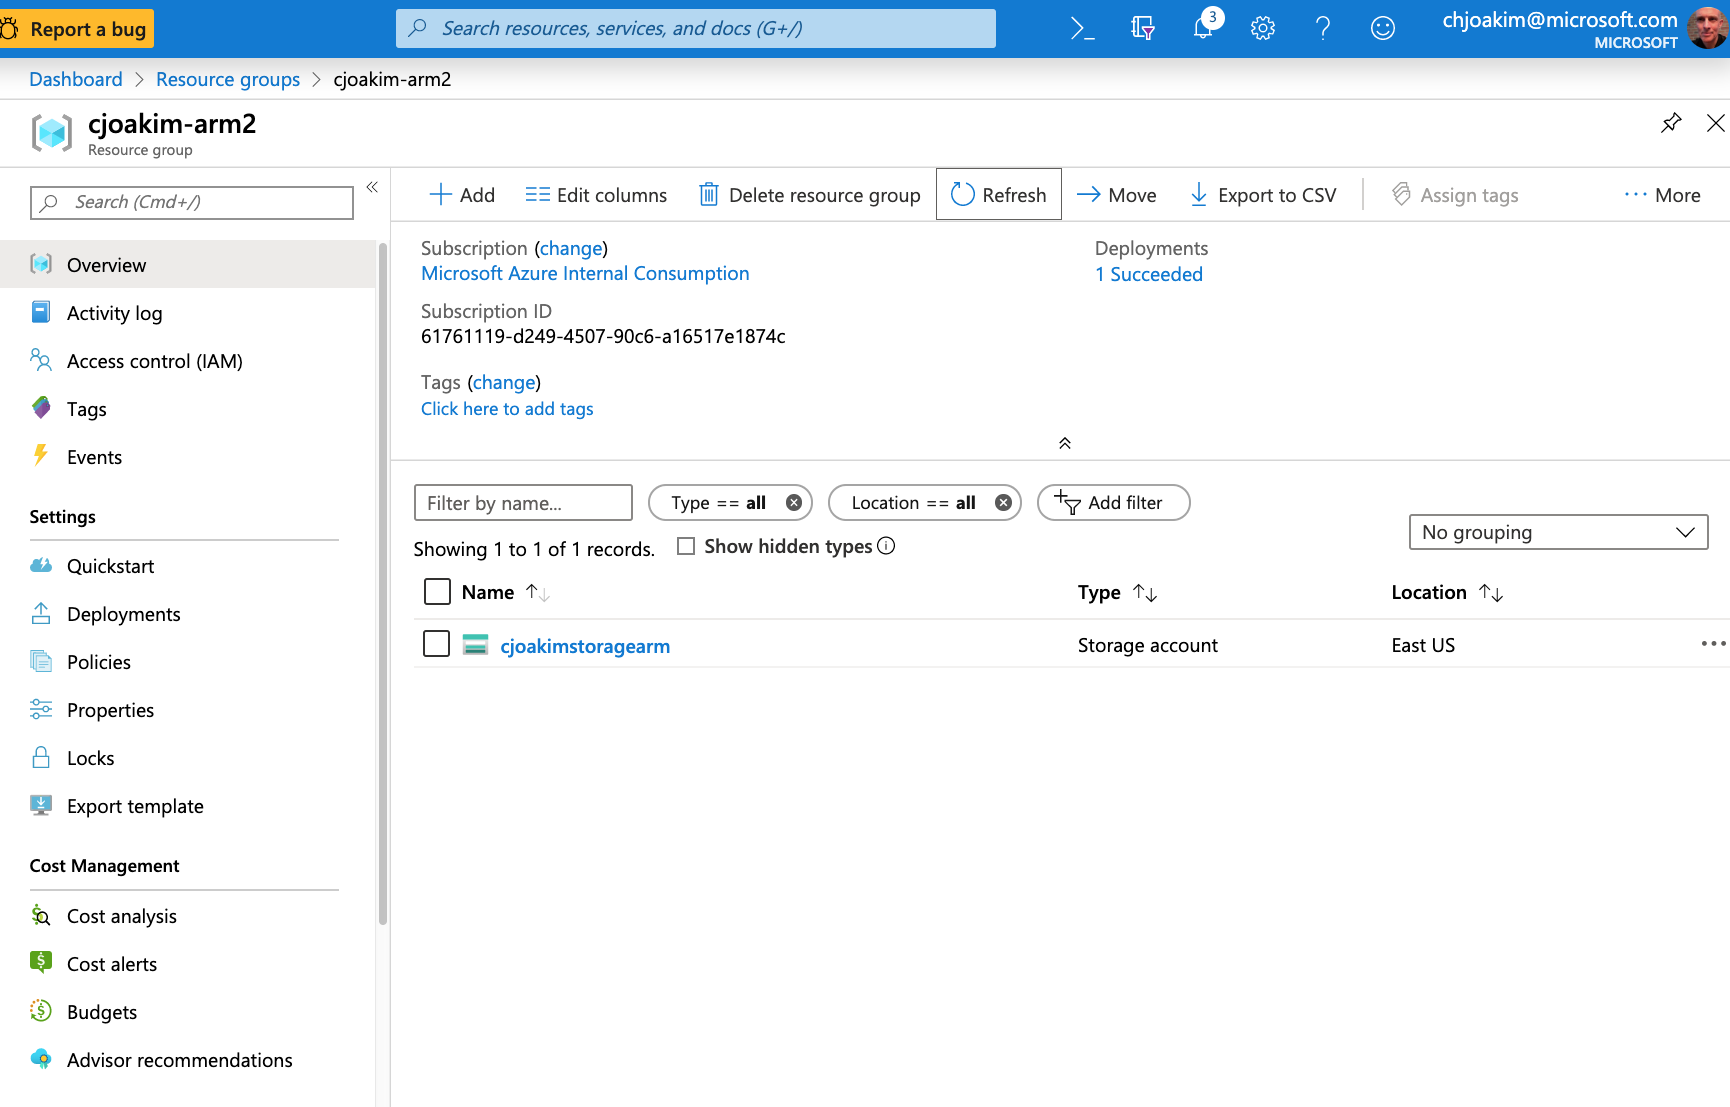 Report a bug
Search resources, services, and docs (G+/)
3
chjoakim@microsoft.com
MICROSOFT
Dashboard > Resource groups > cjoakim-arm2
cjoakim-arm2
Resource group
Search (Cmd+/)
«
Add
Edit columns
Delete resource group
Refresh
Move
Export to CSV
Assign tags
··· More
Overview
Activity log
Access control (IAM)
Tags
Events
Settings
Quickstart
Deployments
Policies
Properties
Locks
Export template
Cost Management
Cost analysis
Cost alerts
Budgets
Advisor recommendations
Subscription (change)
Microsoft Azure Internal Consumption
Subscription ID
61761119-d249-4507-90c6-a16517e1874c
Tags (change)
Click here to add tags
Deployments
1 Succeeded
Filter by name...
Type == all
Location == all
Add filter
Showing 1 to 1 of 1 records.
Show hidden types
No grouping
Name
Type
Location
cjoakimstoragearm
Storage account
East US